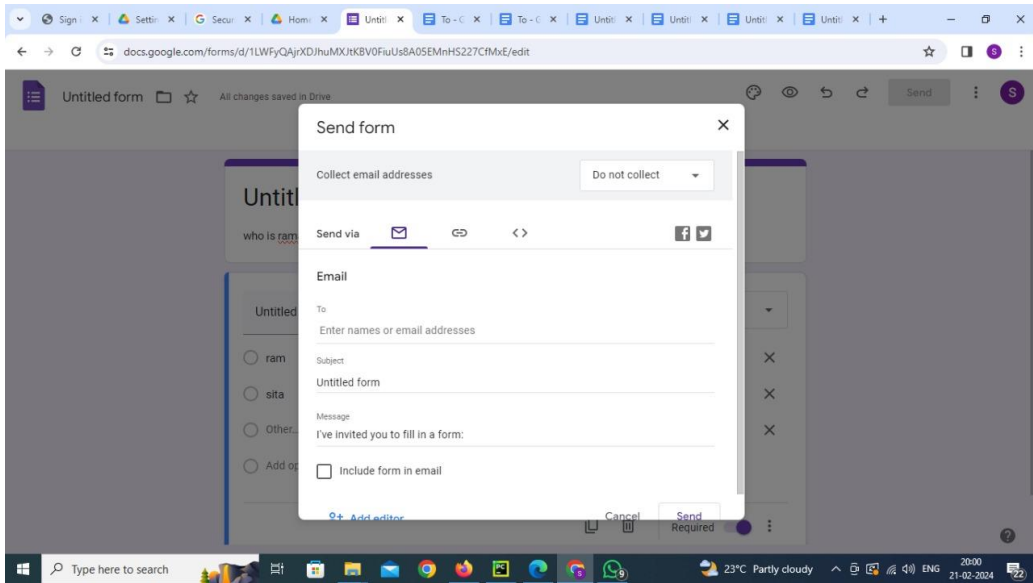 Sign i
Settin
G Secur
Home
Untitl
To - C
To - C
Untitl
Untitl
Untitl
Untitl
docs.google.com/forms/d/1LWFyQAjrXDJhuMXJtKBV0FiuUs8A05EMnHS227CfMxE/edit
S
Untitled form All changes saved in Drive Send S
Send form
Collect email addresses Do not collect
Untitl
who is ram
Send via
Email
Untitled
To
Enter names or email addresses
ram
Subject
Untitled form
sita
Message
Other...
I've invited you to fill in a form:
Add op
Include form in email
Add editor Cancel Send
Required
Type here to search 23°C Partly cloudy ENG 20:00
21-02-2024
9
22